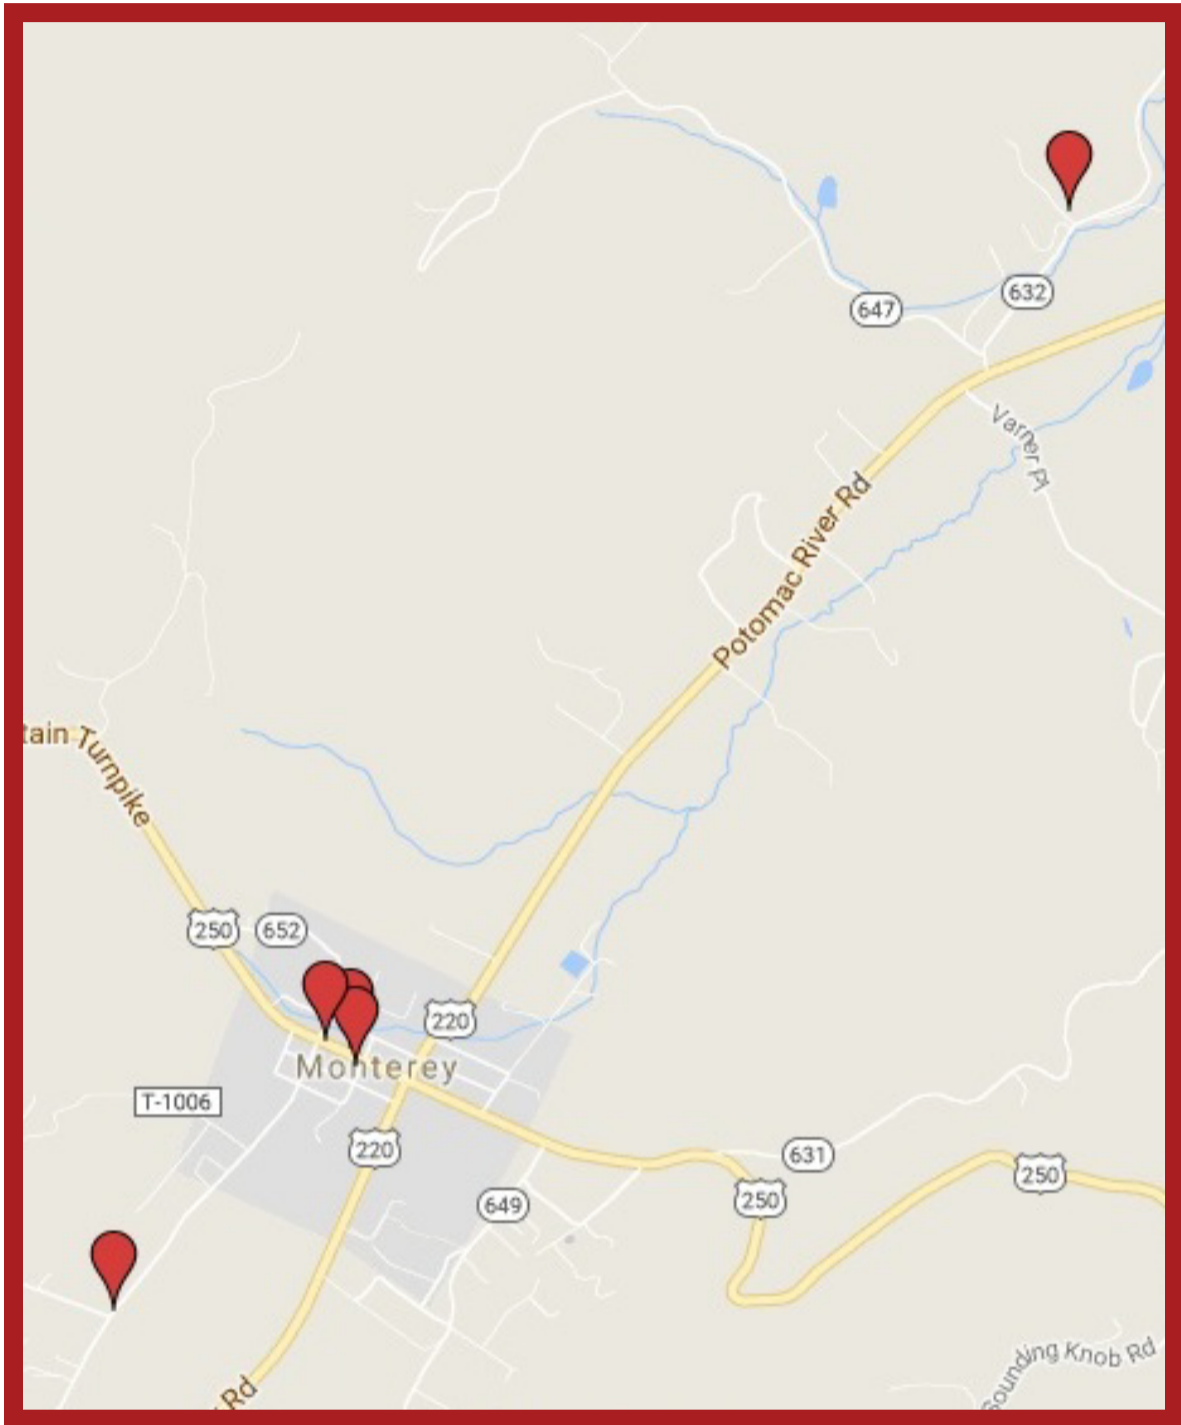 632
647
Varner Pl
Potomac River Rd
tain Turnpike
250
652
220
Monterey
T-1006
220
631
250
250
649
Sounding Knob Rd
Rd